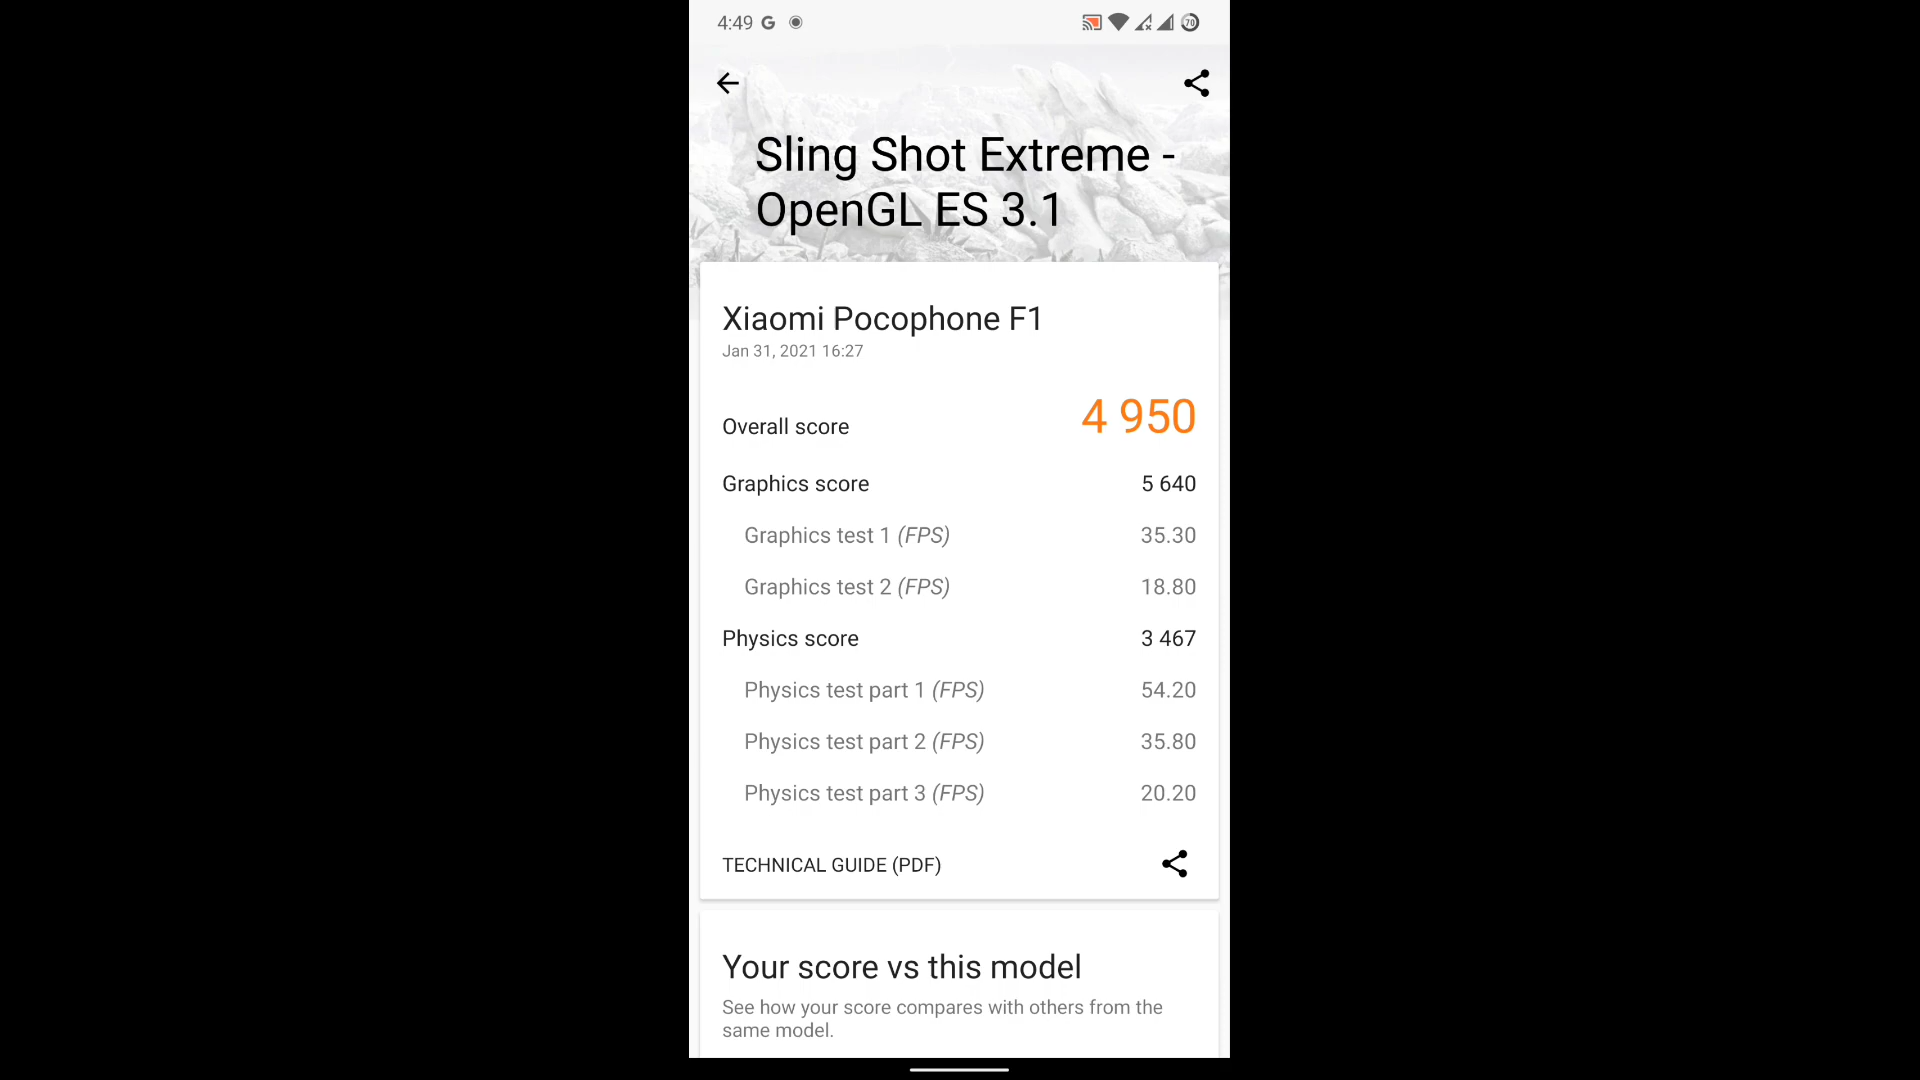 4:49 G 70
Sling Shot Extreme -
OpenGL ES 3.1
Xiaomi Pocophone F1
Jan 31, 2021 16:27
Overall score 4 950
Graphics score 5 640
Graphics test 1 (FPS) 35.30
Graphics test 2 (FPS) 18.80
Physics score 3 467
Physics test part 1 (FPS) 54.20
Physics test part 2 (FPS) 35.80
Physics test part 3 (FPS) 20.20
TECHNICAL GUIDE (PDF)
Your score vs this model
See how your score compares with others from the
same model.